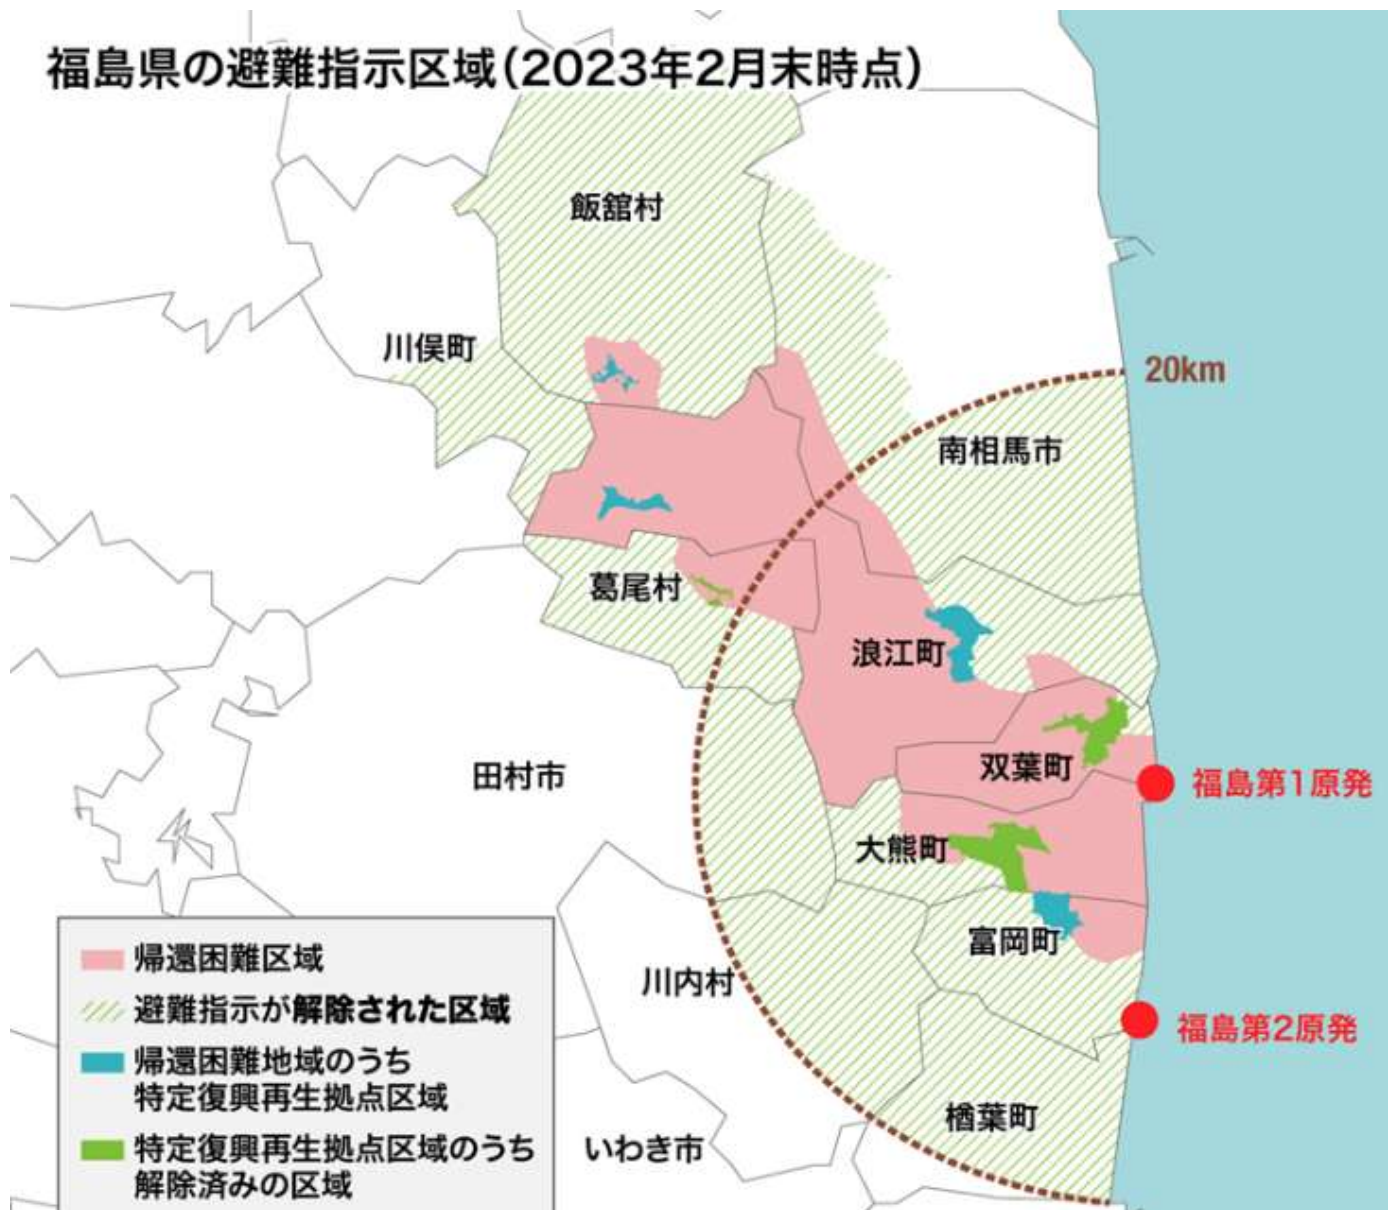 福島県の避難指示区域(2023年2月末時点)
飯舘村
川俣町
20km
南相馬市
葛尾村
浪江町
田村市
双葉町
福島第1原発
大熊町
富岡町
川内村
福島第2原発
楢葉町
いわき市
帰還困難区域
避難指示が解除された区域
帰還困難地域のうち
特定復興再生拠点区域
特定復興再生拠点区域のうち
解除済みの区域